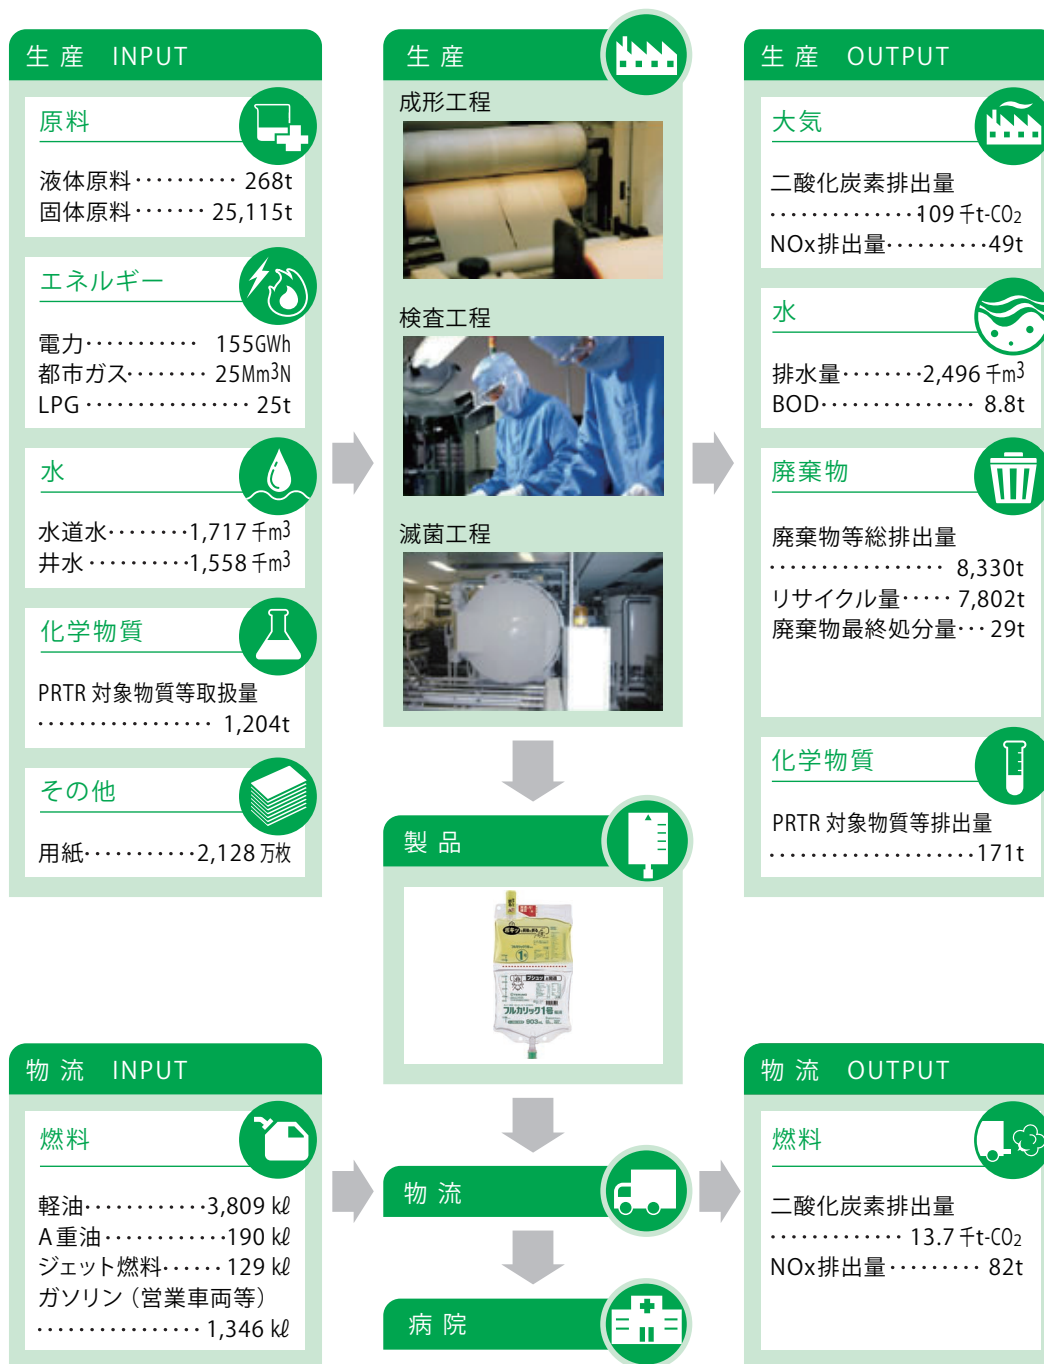 生産 INPUT
原料
液体原料·········· 268t
固体原料······· 25,115t
エネルギー
電力··········· 155GWh
都市ガス········ 25Mm³N
LPG ················ 25t
水
水道水········1,717 千m³
井水 ··········1,558 千m³
化学物質
PRTR 対象物質等取扱量
················· 1,204t
その他
用紙···········2,128 万枚
生産
成形工程
検査工程
滅菌工程
製品
1号
フルカリック1号
903mL
生産 OUTPUT
大気
二酸化炭素排出量
···············109 千t-CO₂
NOx排出量··········49t
水
排水量········2,496 千m³
BOD··············· 8.8t
廃棄物
廃棄物等総排出量
················· 8,330t
リサイクル量····· 7,802t
廃棄物最終処分量··· 29t
化学物質
PRTR 対象物質等排出量
····················171t
物流 INPUT
燃料
軽油············3,809 kℓ
A重油 ············190 kℓ
ジェット燃料······ 129 kℓ
ガソリン（営業車両等）
················ 1,346 kℓ
物流
病院
物流 OUTPUT
燃料
二酸化炭素排出量
············· 13.7 千t-CO₂
NOx排出量········· 82t